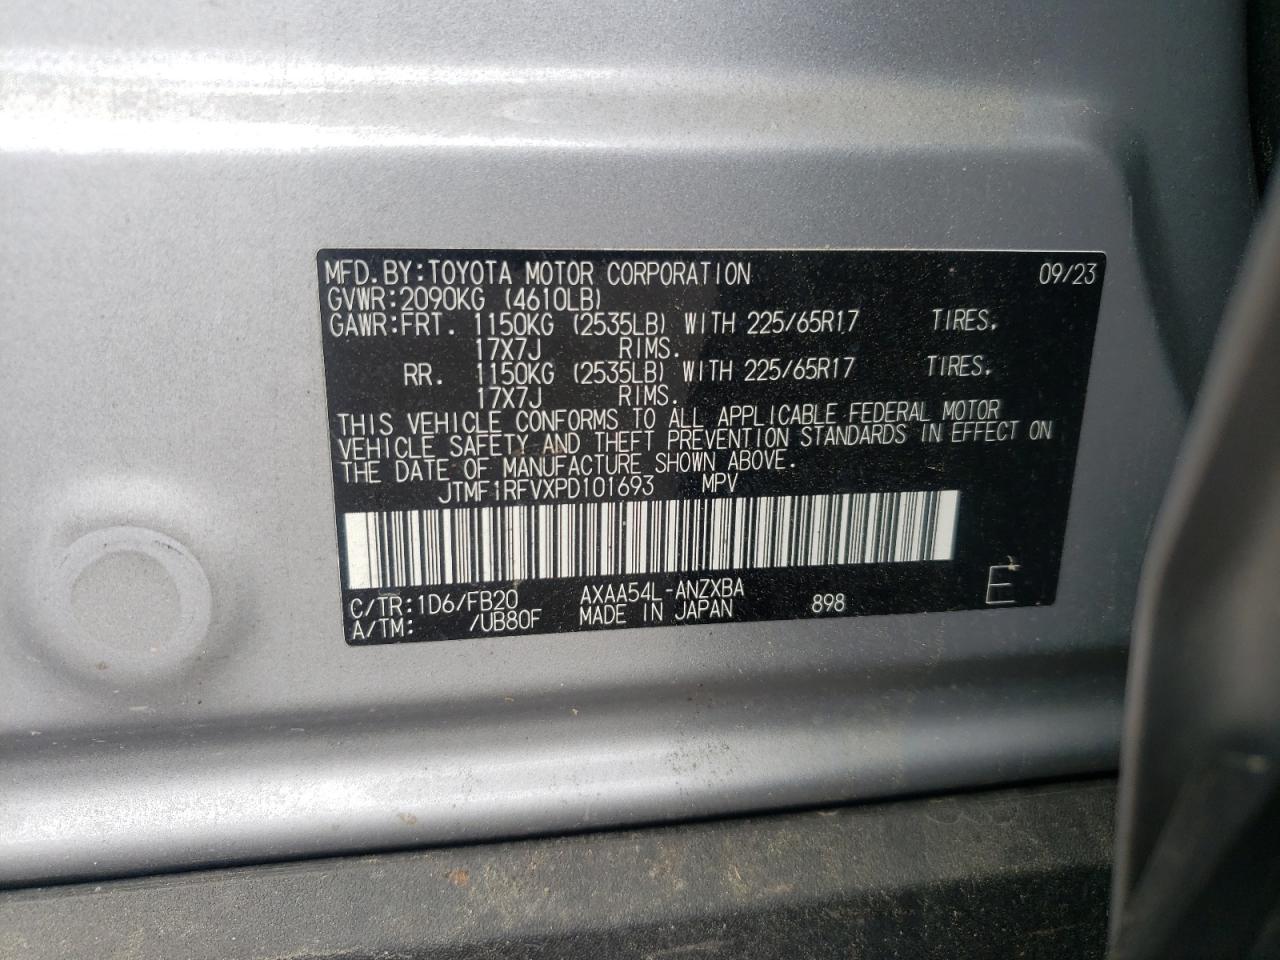 MFD.BY:TOYOTA MOTOR CORPORATION 09/23
GVWR:2090KG (4610LB)
GAWR:FRT. 1150KG (2535LB) WITH 225/65R17 TIRES,
17X7J RIMS.
RR. 1150KG (2535LB) WITH 225/65R17 TIRES,
17X7J RIMS.
THIS VEHICLE CONFORMS TO ALL APPLICABLE FEDERAL MOTOR
VEHICLE SAFETY AND THEFT PREVENTION STANDARDS IN EFFECT ON
THE DATE OF MANUFACTURE SHOWN ABOVE.
JTMF1RFVXPD101693 MPV
C/TR:1D6/FB20 AXAA54L-ANZXBA 898 E
A/TM: /UB80F MADE IN JAPAN